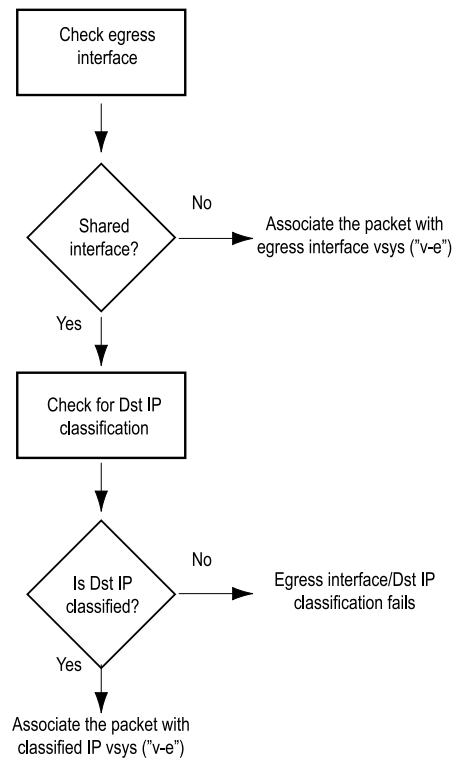 Check egress
interface
Shared
interface?
No
Associate the packet with
egress interface vsys (”v-e”)
Yes
Check for Dst IP
classification
Is Dst IP
classified?
No
Egress interface/Dst IP
classification fails
Yes
Associate the packet with
classified IP vsys (”v-e”)